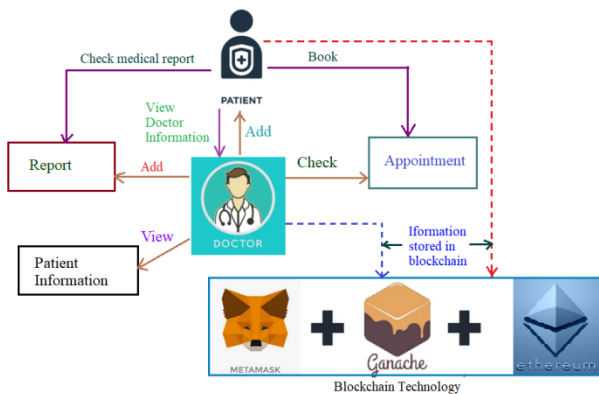 Check medical report
Book
PATIENT
View
Doctor
Information
Add
Report
Add
Check
Appointment
DOCTOR
View
Iformation
stored in
blockchain
Patient
Information
METAMASK
Ganache
ethereum
Blockchain Technology